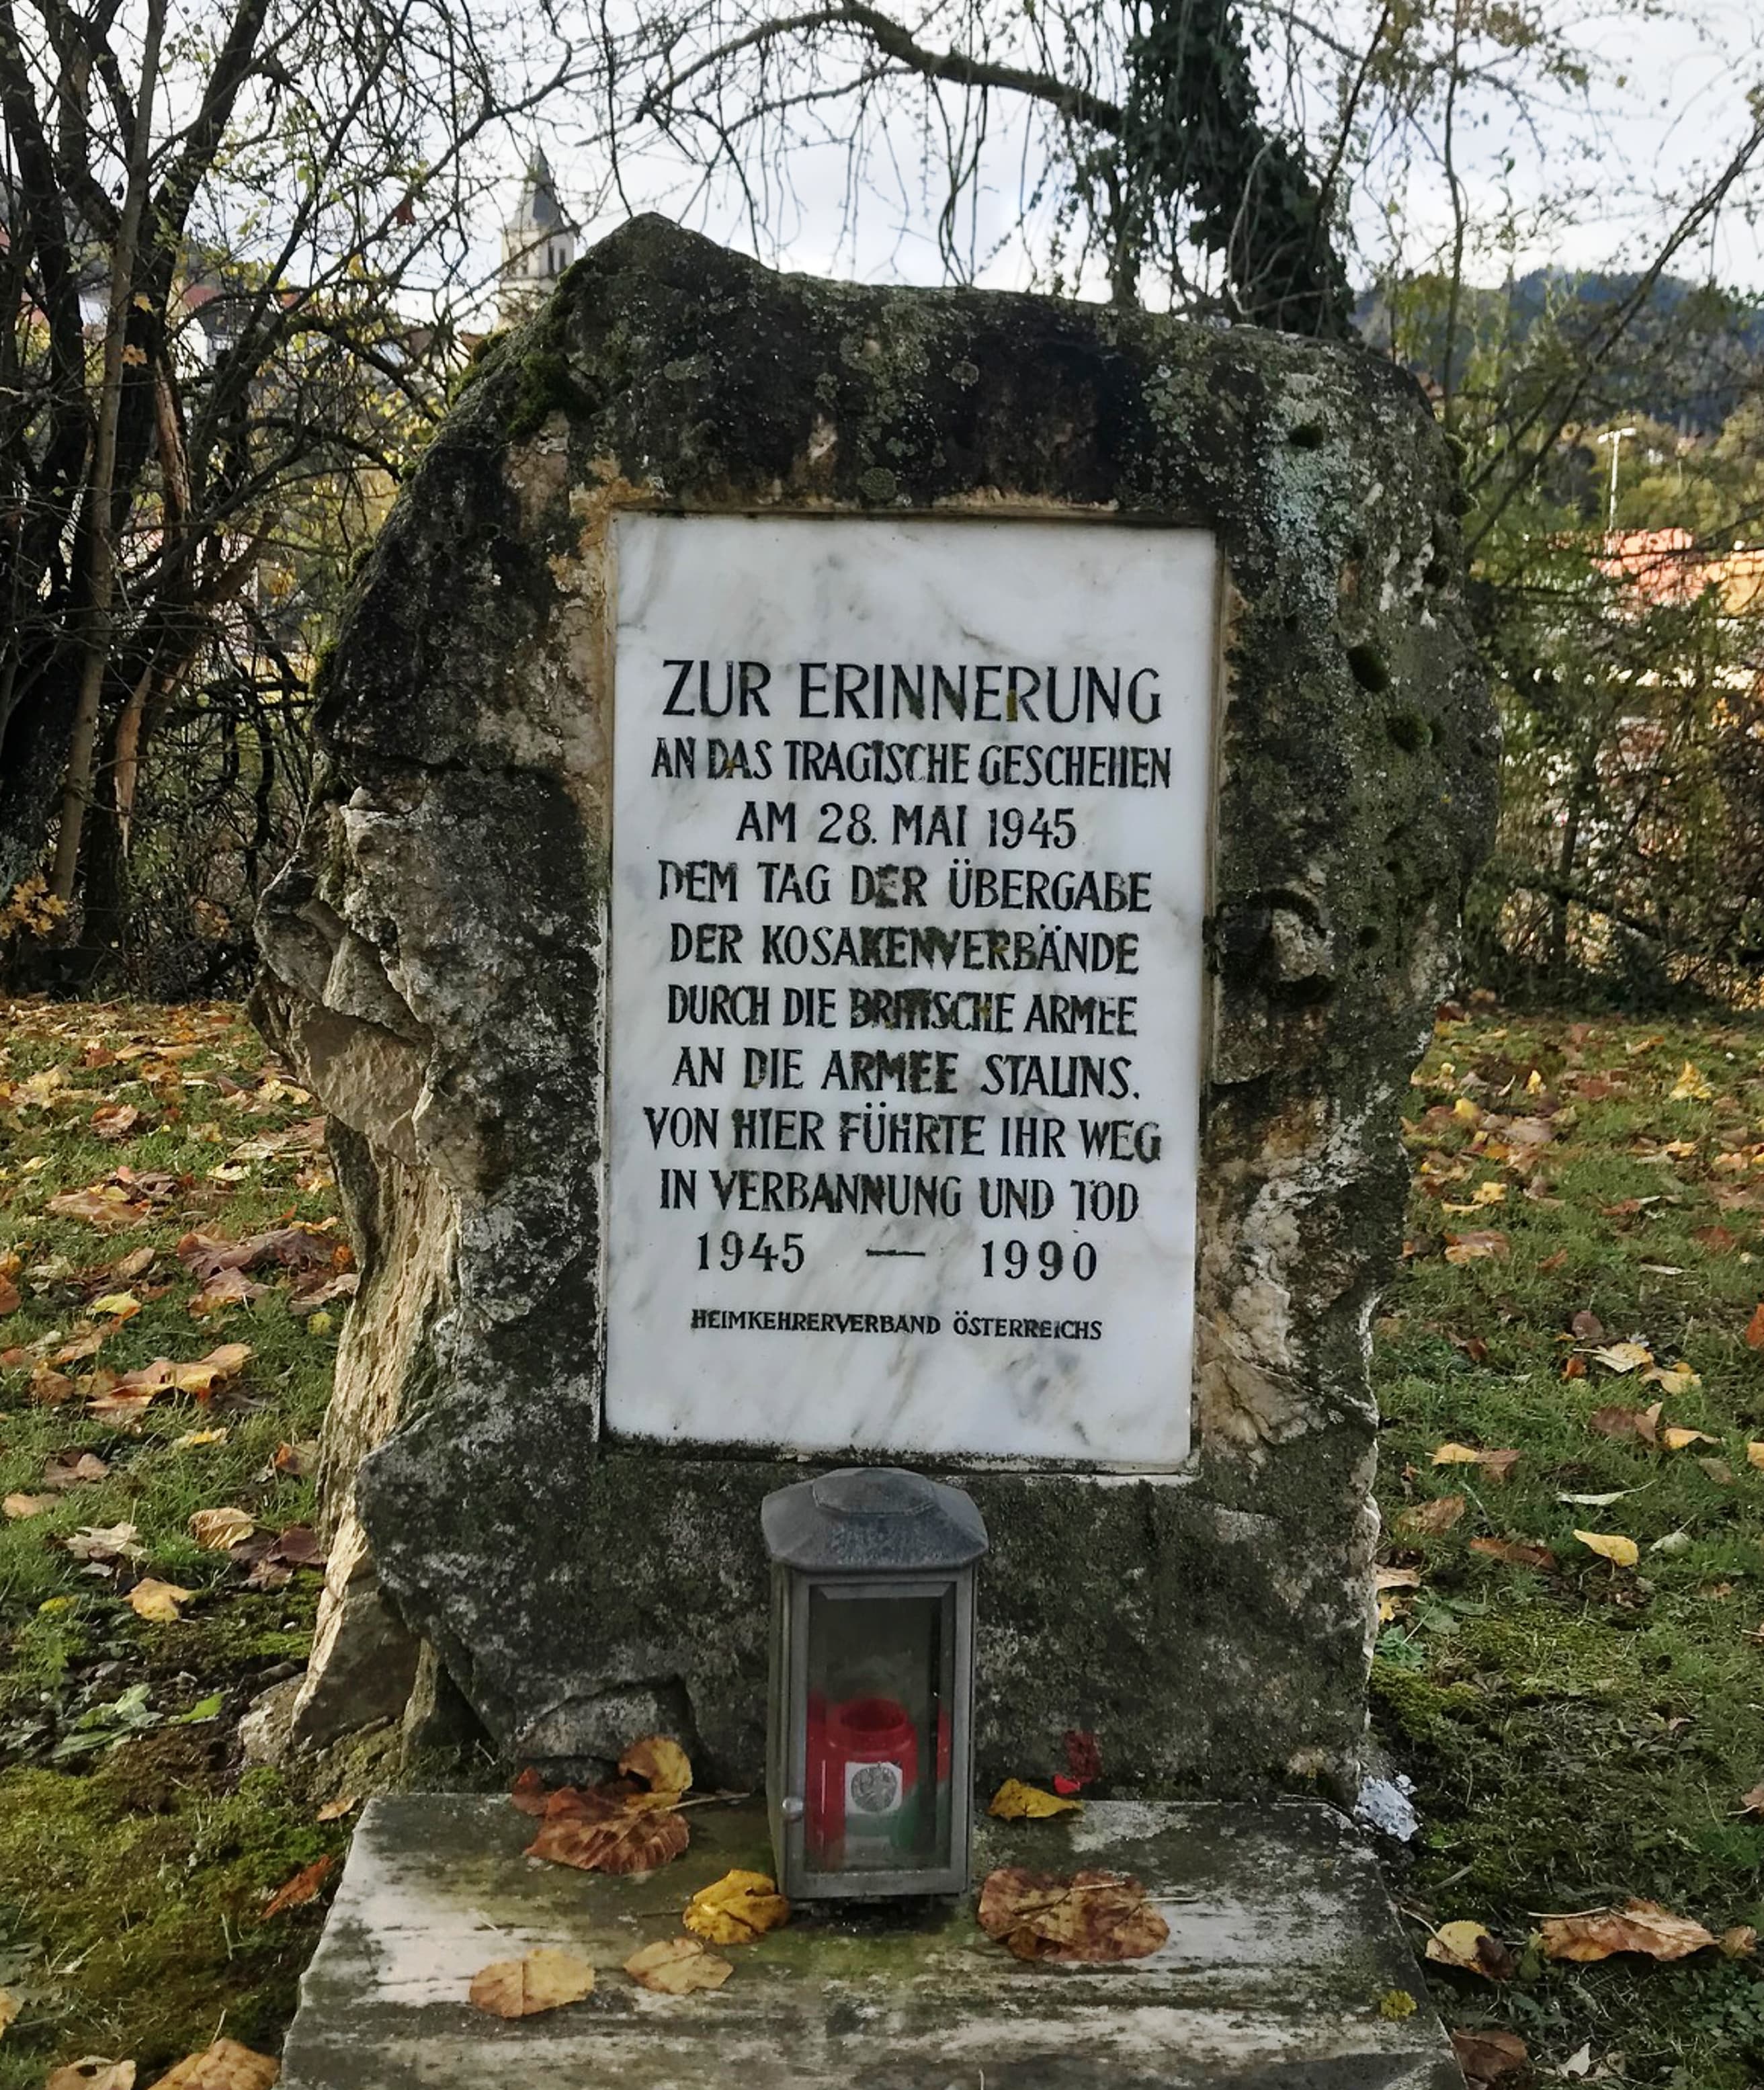 ZUR ERINNERUNG
AN DAS TRAGISCHE GESCHEHEN
AM 28. MAI 1945
DEM TAG DER ÜBERGABE
DER KOSAKENVERBÄNDE
DURCH DIE BRITISCHE ARMEE
AN DIE ARMEE STALINS.
VON HIER FÜHRTE IHR WEG
IN VERBANNUNG UND TOD
1945 — 1990
HEIMKEHRERVERBAND ÖSTERREICHS